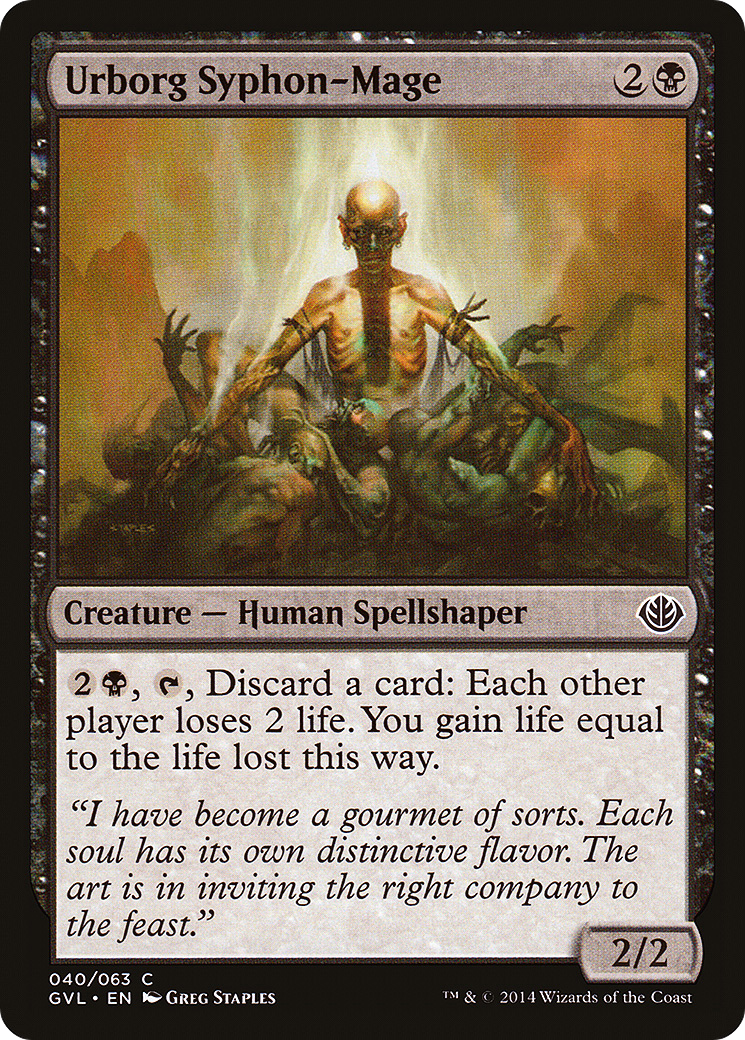 Urborg Syphon-Mage 2
STAPLES
Creature — Human Spellshaper
2, , Discard a card: Each other
player loses 2 life. You gain life equal
to the life lost this way.
“I have become a gourmet of sorts. Each
soul has its own distinctive flavor. The
art is in inviting the right company to
the feast.”
2/2
040/063 C
GVL • EN Greg Staples
™ & © 2014 Wizards of the Coast